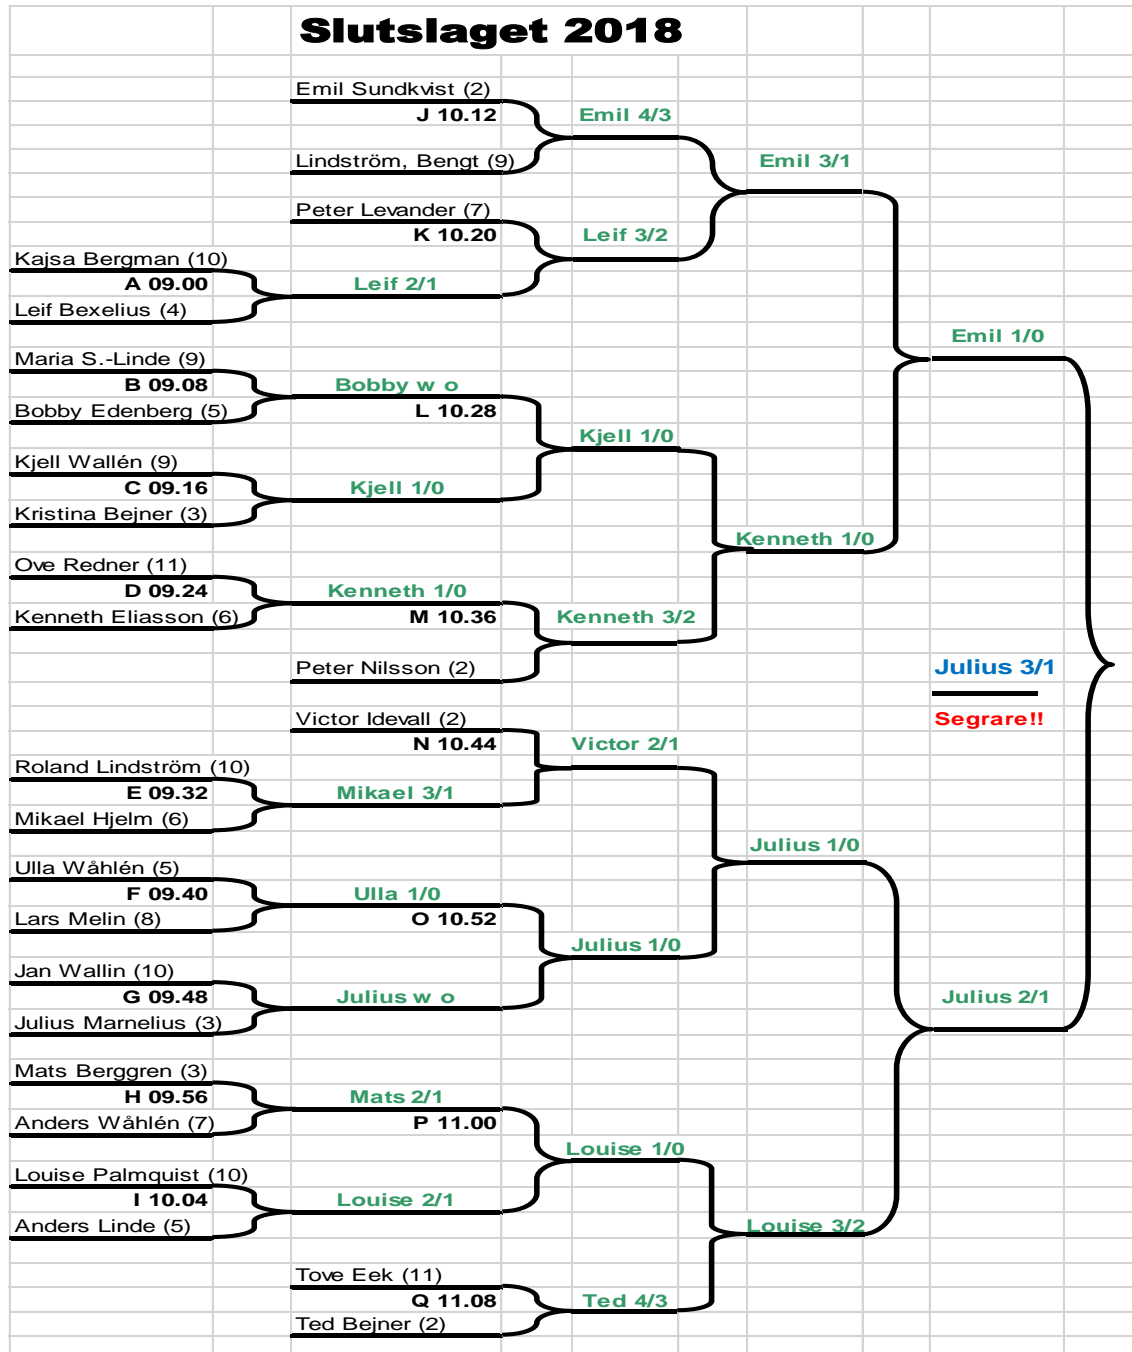 Slutslaget 2018
Emil Sundkvist (2)
J 10.12
Emil 4/3
Lindström, Bengt (9)
Emil 3/1
Peter Levander (7)
K 10.20
Leif 3/2
Kajsa Bergman (10)
A 09.00
Leif 2/1
Leif Bexelius (4)
Emil 1/0
Maria S.-Linde (9)
B 09.08
Bobby w o
Bobby Edenberg (5)
L 10.28
Kjell 1/0
Kjell Wallén (9)
C 09.16
Kjell 1/0
Kristina Bejner (3)
Kenneth 1/0
Ove Redner (11)
D 09.24
Kenneth 1/0
Kenneth Eliasson (6)
M 10.36
Kenneth 3/2
Peter Nilsson (2)
Julius 3/1
Segrare!!
Victor Idevall (2)
N 10.44
Victor 2/1
Roland Lindström (10)
E 09.32
Mikael 3/1
Mikael Hjelm (6)
Julius 1/0
Ulla Wåhlén (5)
F 09.40
Ulla 1/0
Lars Melin (8)
O 10.52
Julius 1/0
Jan Wallin (10)
G 09.48
Julius w o
Julius 2/1
Julius Marnelius (3)
Mats Berggren (3)
H 09.56
Mats 2/1
Anders Wåhlén (7)
P 11.00
Louise 1/0
Louise Palmquist (10)
I 10.04
Louise 2/1
Anders Linde (5)
Louise 3/2
Tove Eek (11)
Q 11.08
Ted 4/3
Ted Bejner (2)